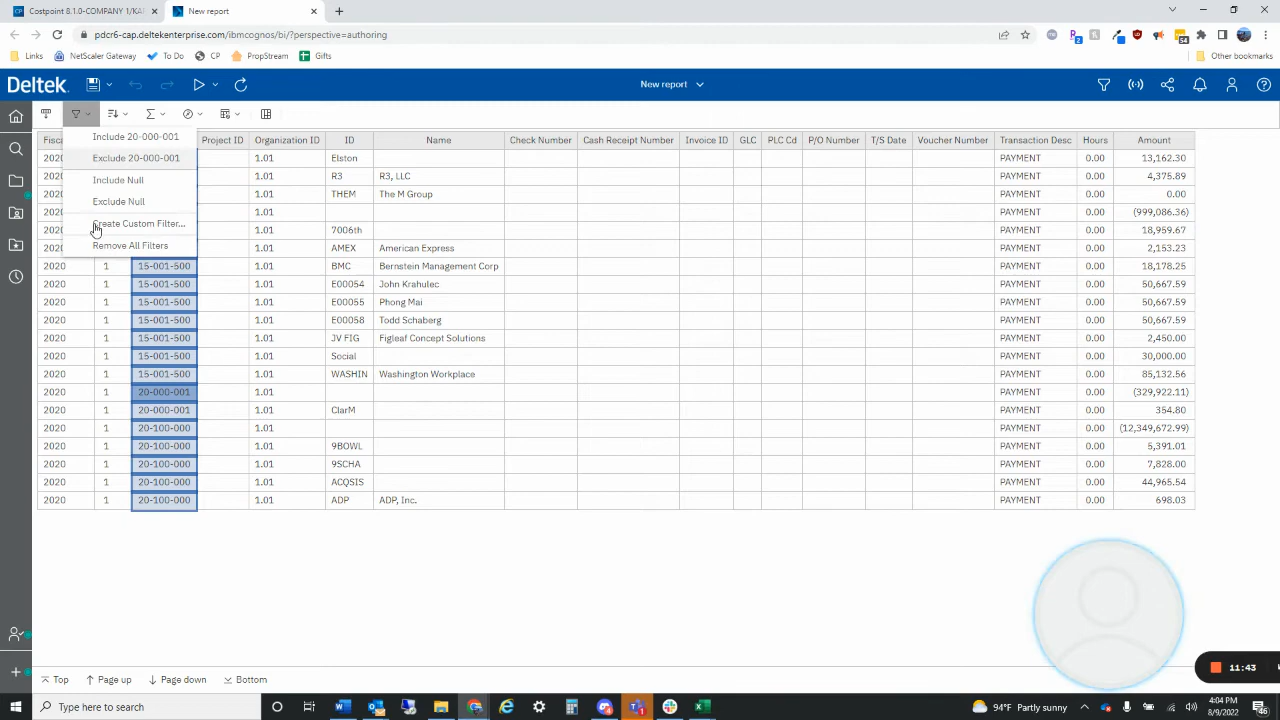 Costpoint 8.1.0-COMPANY 1/KAI
New report
pdcr6-cap.deltekenterprise.com/ibmcognos/bi/?perspective=authoring
Links NetScaler Gateway To Do CP PropStream Gifts Other bookmarks
Deltek New report
Include 20-000-001
Exclude 20-000-001
Include Null
Exclude Null
Create Custom Filter...
Remove All Filters
Fisca Project ID Organization ID ID Name Check Number Cash Receipt Number Invoice ID GLC PLC Cd P/O Number T/S Date Voucher Number Transaction Desc Hours Amount
2020 1.01 Elston PAYMENT 0.00 13,162.30
2020 1.01 R3 R3, LLC PAYMENT 0.00 4,375.89
2020 1.01 THEM The M Group PAYMENT 0.00 0.00
2020 1.01 PAYMENT 0.00 (999,086.36)
2020 1.01 7006th PAYMENT 0.00 18,959.67
2020 1.01 AMEX American Express PAYMENT 0.00 2,153.23
2020 1 15-001-500 1.01 BMC Bernstein Management Corp PAYMENT 0.00 18,178.25
2020 1 15-001-500 1.01 E00054 John Krahulec PAYMENT 0.00 50,667.59
2020 1 15-001-500 1.01 E00055 Phong Mai PAYMENT 0.00 50,667.59
2020 1 15-001-500 1.01 E00058 Todd Schaberg PAYMENT 0.00 50,667.59
2020 1 15-001-500 1.01 JV FIG Figleaf Concept Solutions PAYMENT 0.00 2,450.00
2020 1 15-001-500 1.01 Social PAYMENT 0.00 30,000.00
2020 1 15-001-500 1.01 WASHIN Washington Workplace PAYMENT 0.00 85,132.56
2020 1 20-000-001 1.01 PAYMENT 0.00 (329,922.11)
2020 1 20-000-001 1.01 ClarM PAYMENT 0.00 354.80
2020 1 20-100-000 1.01 PAYMENT 0.00 (12,349,672.99)
2020 1 20-100-000 1.01 9BOWL PAYMENT 0.00 5,391.01
2020 1 20-100-000 1.01 9SCHA PAYMENT 0.00 7,828.00
2020 1 20-100-000 1.01 ACQSIS PAYMENT 0.00 44,965.54
2020 1 20-100-000 1.01 ADP ADP, Inc. PAYMENT 0.00 698.03
11:43
Top Page up Page down Bottom
Type here to search 94°F Partly sunny 4:04 PM
8/9/2022